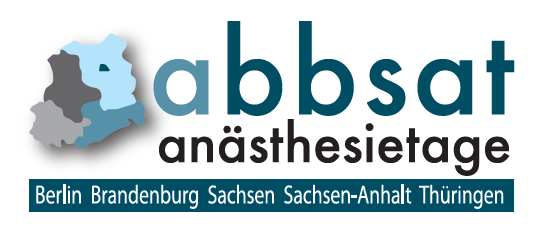 abbsat
anästhesietage
Berlin Brandenburg Sachsen Sachsen-Anhalt Thüringen